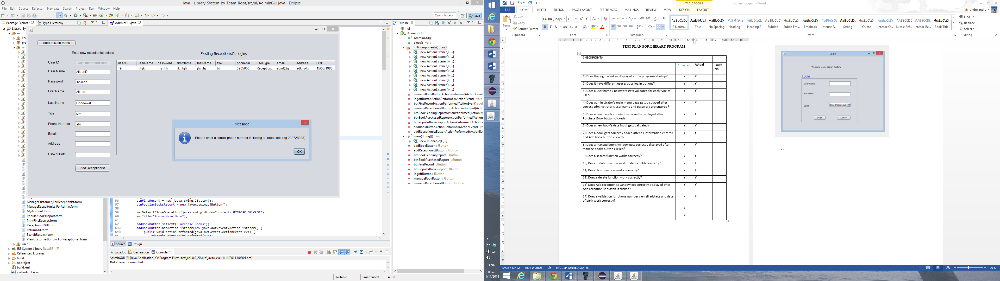 Java - Library_System_by_Team_Root/src/ui/AdiminGUI.java - Eclipse
File Edit Source Refactor Navigate Search Project Run Window Help
Quick Access
Java
Package Explorer
Type Hierarchy
Library_Sy
src
ui
Back to Main menu
Enter new receptionist details
User ID Auto generated field
User Name AlisonD
Password 123456
First Name Alison
Last Name Donnowel
Title Mrs
Phone Number abc
Email
Address
Date of Birth
Add Receptionist
Existing Receptionist's Logins
userID userName password firstName lastName title phoneNu... userType email address DOB
19 hjhjkh hkjhjkh jkhjhjh jhjhjhj hjh 0965656 Reception... sdsd@g... sdkjkjkkj 15/05/1986
Message
Please enter a correct phone number including an area code (eg 092728888)
OK
ManageCustomer_ForReceptionist.form
ManageRecepitonist_ForAdmin.form
MyAccount.form
PopularBooksReport.form
PrintFineReceipt.form
ReceptionistGUI.form
ReturnGUI.form
SearchResults.form
ViewCustomerBorrow_ForReceptionist.form
user
JRE System Library [JavaSE-1.7]
Referenced Libraries
build
nbproject
build.xml
jcalendar-1.4.jar
AdiminGUI.java
56 btnFineRecord = new javax.swing.JButton();
57 btnPopularBooksReport = new javax.swing.JButton();
58
59 setDefaultCloseOperation(javax.swing.WindowConstants.DISPOSE_ON_CLOSE);
60 setTitle("Admin Main Menu");
61
62 addBookButton.setText("Purchase Books");
63 addBookButton.addActionListener(new java.awt.event.ActionListener() {
64 public void actionPerformed(java.awt.event.ActionEvent evt) {
65 addBookButtonActionPerformed(evt);
Source Design
Javadoc Declaration Console
AdiminGUI (2) [Java Application] C:\Program Files\Java\jre1.8.0_20\bin\javaw.exe (1/11/2014 1:08:01 am)
Database connected
Writable Smart Insert 40 : 8
Outline
ui
AdiminGUI
AdiminGUI()
close() : void
initComponents() : void
new ActionListener() {...}
new ActionListener() {...}
new ActionListener() {...}
new ActionListener() {...}
new ActionListener() {...}
new ActionListener() {...}
new ActionListener() {...}
new ActionListener() {...}
new ActionListener() {...}
manageBookButtonActionPerformed(ActionEvent
logoffButtonActionPerformed(ActionEvent) : void
btnFineRecordActionPerformed(ActionEvent) : voi
manageReceptionistButtonActionPerformed(Action
btnBookLendingReportActionPerformed(ActionEv
btnBookPurchasedReportActionPerformed(Action
btnPopularBooksReportActionPerformed(ActionEv
addBookButtonActionPerformed(ActionEvent) : vo
addReceptionistButtonActionPerformed(ActionEve
main(String[]) : void
new Runnable() {...}
addBookButton : JButton
addReceptionistButton : JButton
btnBookLendingReport : JButton
btnBookPurchasedReport : JButton
btnFineRecord : JButton
btnPopularBooksReport : JButton
logoffButton : JButton
manageBookButton : JButton
manageReceptionistButton : JButton
ENG
1:08 a.m.
1/11/2014
TABLE TOOLS
Library program - Word
FILE HOME INSERT DESIGN PAGE LAYOUT REFERENCES MAILINGS REVIEW VIEW DESIGN LAYOUT
andre andre
Paste
Cut
Copy
Format Painter
Clipboard
Calibri (Body) 11
Font
Paragraph
¶ Normal Title No Spacing Heading 1 Heading 2 Subtitle Subtle Em... Emphasis Intense E... Strong Quote Intense Q... Subtle Ref... Intense Re... Book Title
Styles
Find
Replace
Select
Editing
TEST PLAN FOR LIBRARY PROGRAM
CHECKPOINTS
Expected Actual Fault No
1) Does the login window displayed at the programs startup? Y Y
2) Does it have different user groups log in options? Y Y
3) Does a user name / password gets validated for each type of
user? Y Y
4) Does administrator's main menu page gets displayed after
correct administrator's user name and password are entered? Y Y
5) Does a purchase book window correctly displayed after
Purchase Book button clicked? Y Y
6) Does a new book's data input gets validated? Y Y
7) Does a book gets correctly added after all information entered
and Add book button clicked? Y Y
8) Does a manage books window gets correctly displayed after
manage books button clicked? Y Y
9) Does a search function works correctly? Y Y
10) Does update function work updates fields correctly? Y Y
11) Does clear function works correctly? Y Y
12) Does a delete function work correctly? Y Y
13) Does Add receptionist window get correctly displayed after
Add receptionist button is clicked? Y Y
14) Does a validation for phone number / email address and date
of birth work correctly? Y Y
Y
Y
Login
Welcome to use Library System!
Login
User Name
Password
Level Select User Level
Login Cancel
2)
PAGE 7 OF 22 1091 WORDS ENGLISH (UNITED STATES)
90 %